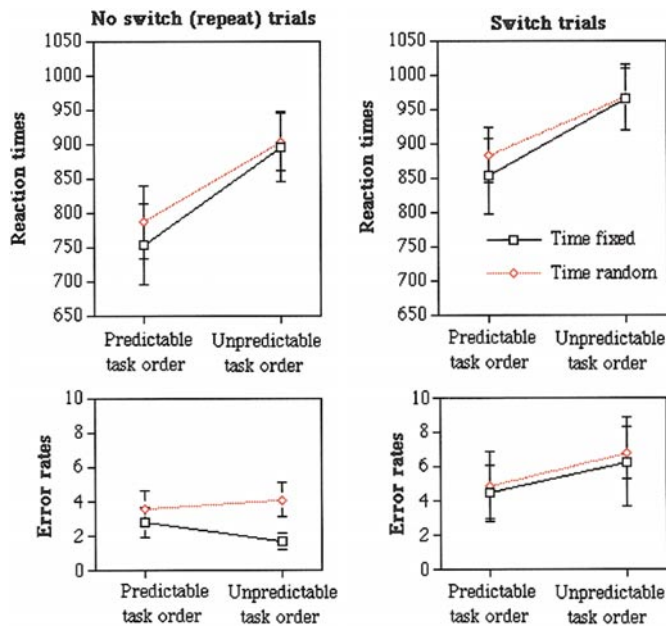 No switch (repeat) trials
Reaction times
1050
1000
950
900
850
800
750
700
650
Predictable task order
Unpredictable task order
Switch trials
Reaction times
1050
1000
950
900
850
800
750
700
650
Time fixed
Time random
Predictable task order
Unpredictable task order
Error rates
10
8
6
4
2
0
Predictable task order
Unpredictable task order
Error rates
10
8
6
4
2
0
Predictable task order
Unpredictable task order